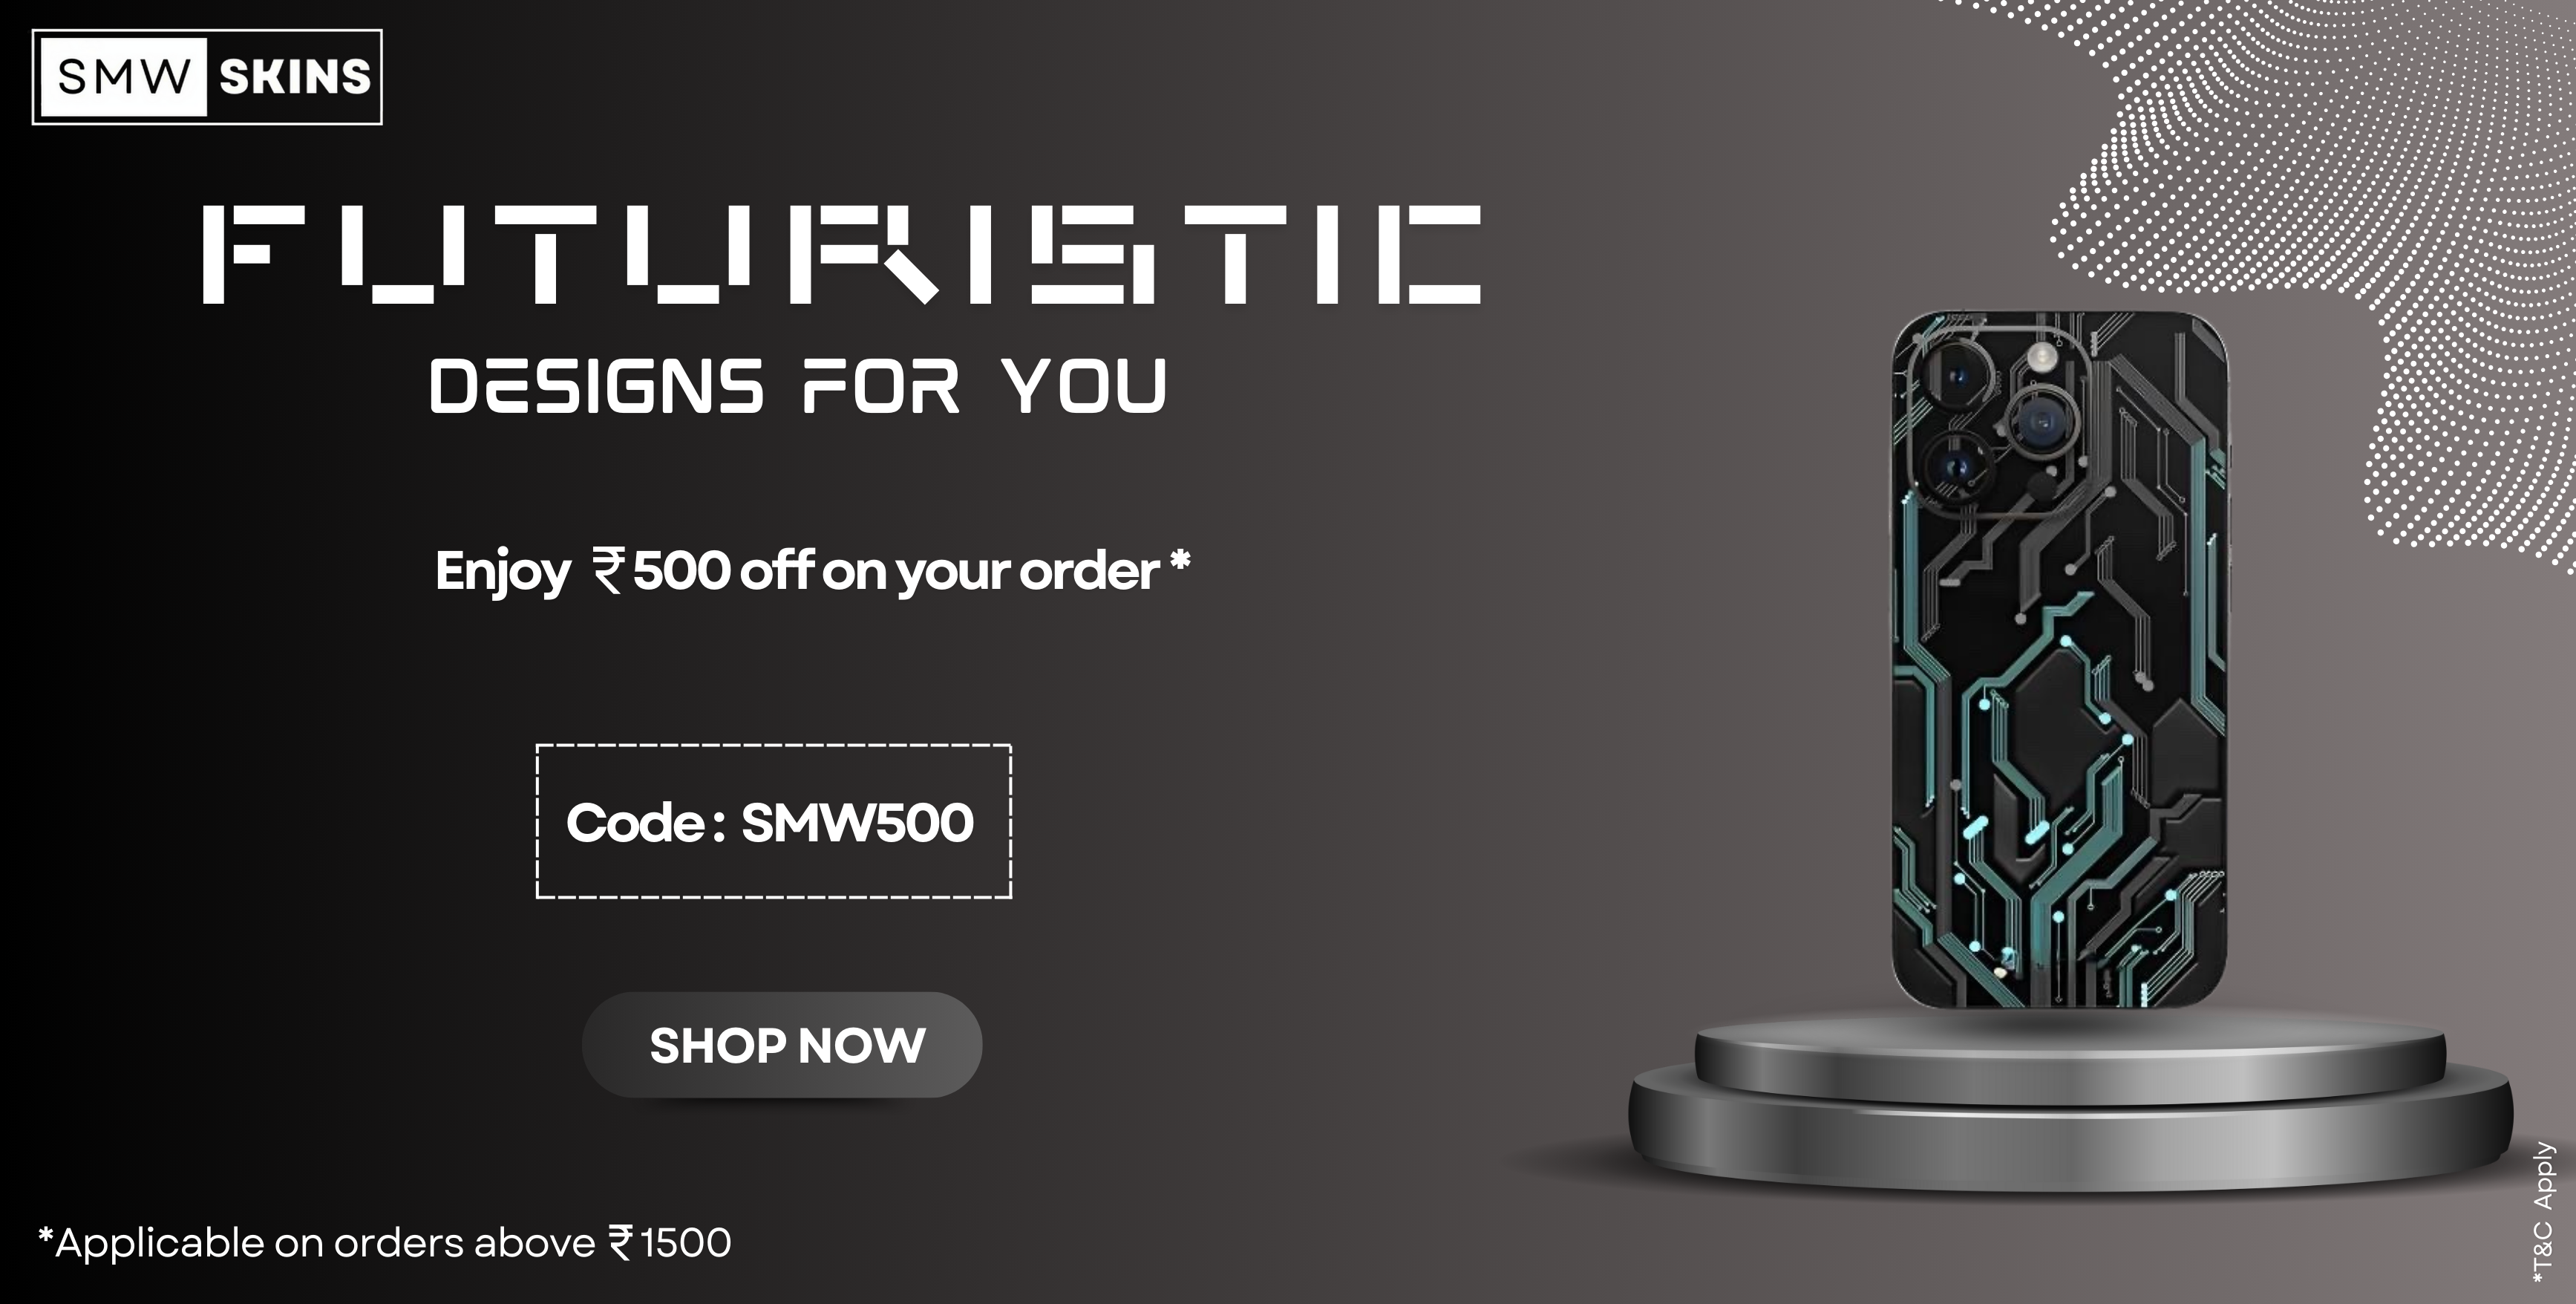 SMW SKINS
FUTURISTIC
DESIGNS FOR YOU
Enjoy ₹500 off on your order *
Code : SMW500
SHOP NOW
*Applicable on orders above ₹1500
*T&C Apply